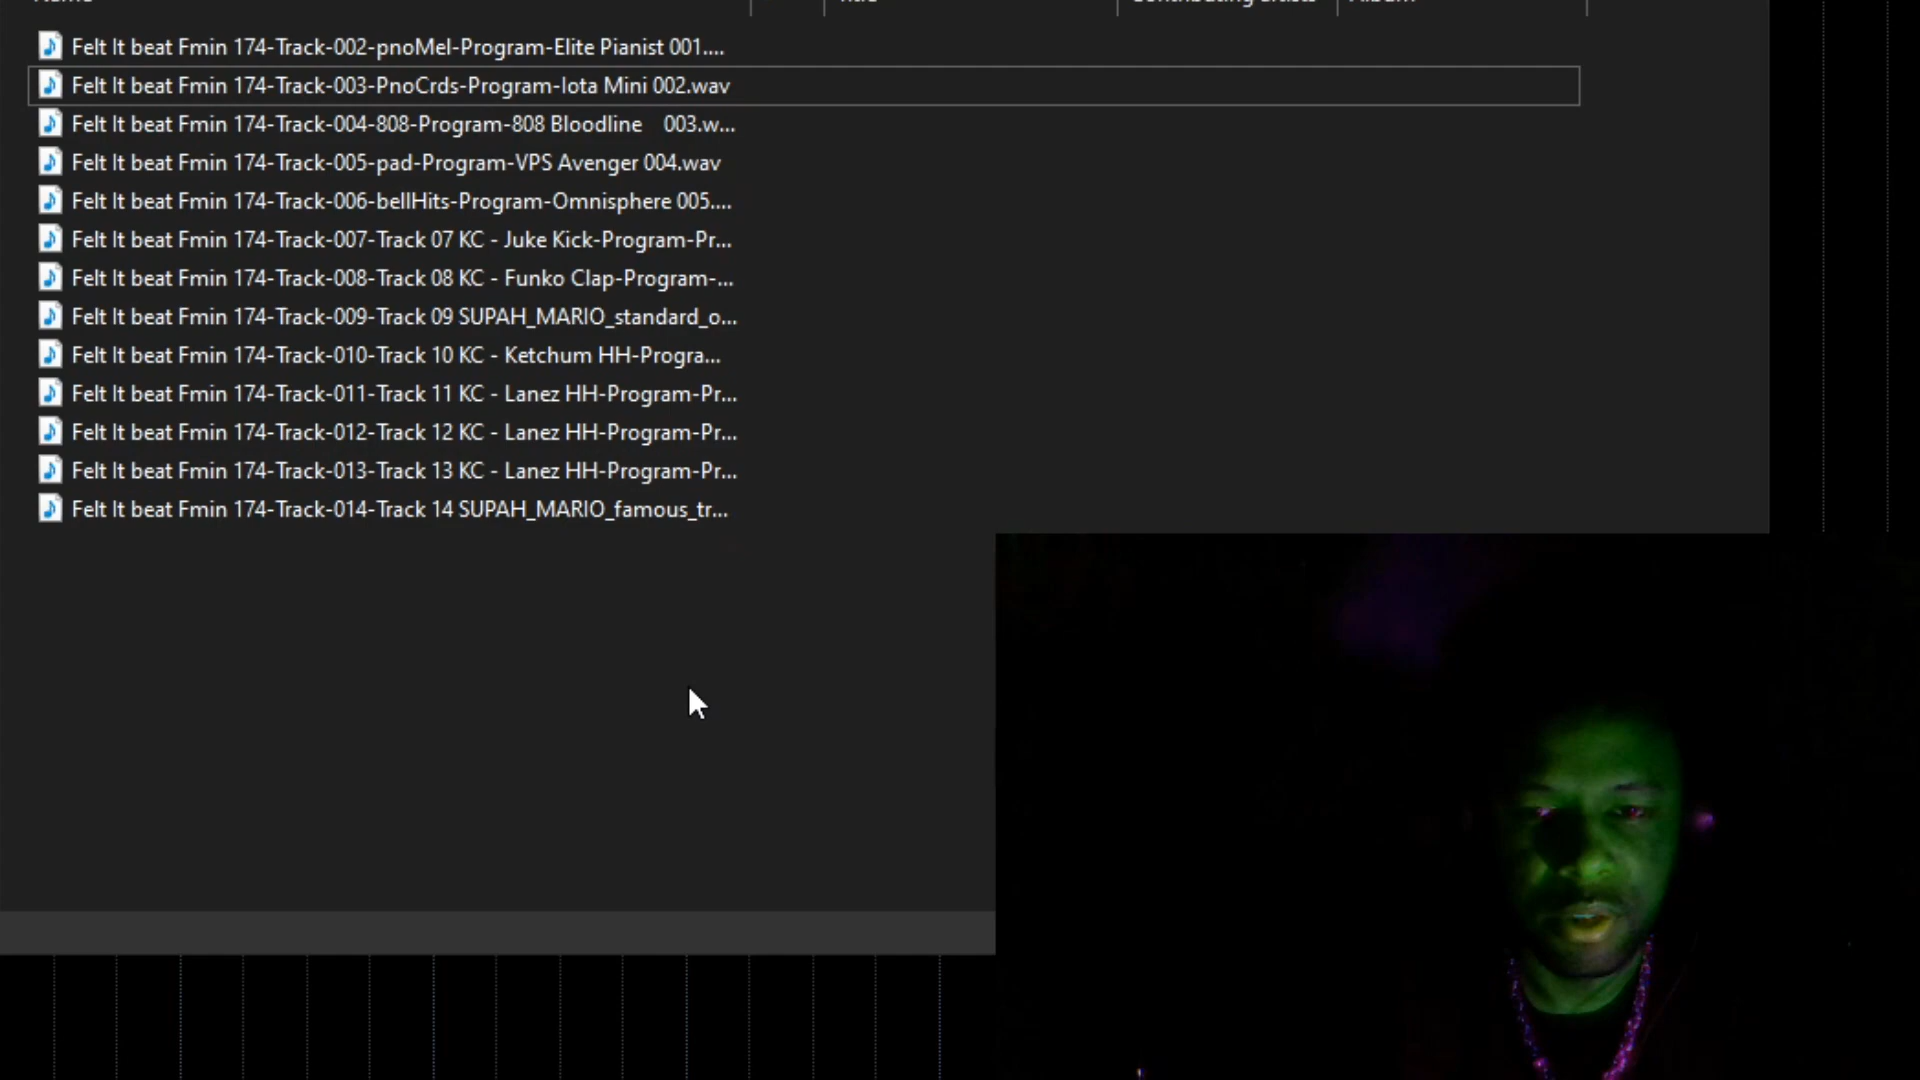 Felt It beat Fmin 174-Track-002-pnoMel-Program-Elite Pianist 001....
Felt It beat Fmin 174-Track-003-PnoCrds-Program-Iota Mini 002.wav
Felt It beat Fmin 174-Track-004-808-Program-808 Bloodline 003.w...
Felt It beat Fmin 174-Track-005-pad-Program-VPS Avenger 004.wav
Felt It beat Fmin 174-Track-006-bellHits-Program-Omnisphere 005....
Felt It beat Fmin 174-Track-007-Track 07 KC - Juke Kick-Program-Pr...
Felt It beat Fmin 174-Track-008-Track 08 KC - Funko Clap-Program-...
Felt It beat Fmin 174-Track-009-Track 09 SUPAH_MARIO_standard_o...
Felt It beat Fmin 174-Track-010-Track 10 KC - Ketchum HH-Progra...
Felt It beat Fmin 174-Track-011-Track 11 KC - Lanez HH-Program-Pr...
Felt It beat Fmin 174-Track-012-Track 12 KC - Lanez HH-Program-Pr...
Felt It beat Fmin 174-Track-013-Track 13 KC - Lanez HH-Program-Pr...
Felt It beat Fmin 174-Track-014-Track 14 SUPAH_MARIO_famous_tr...